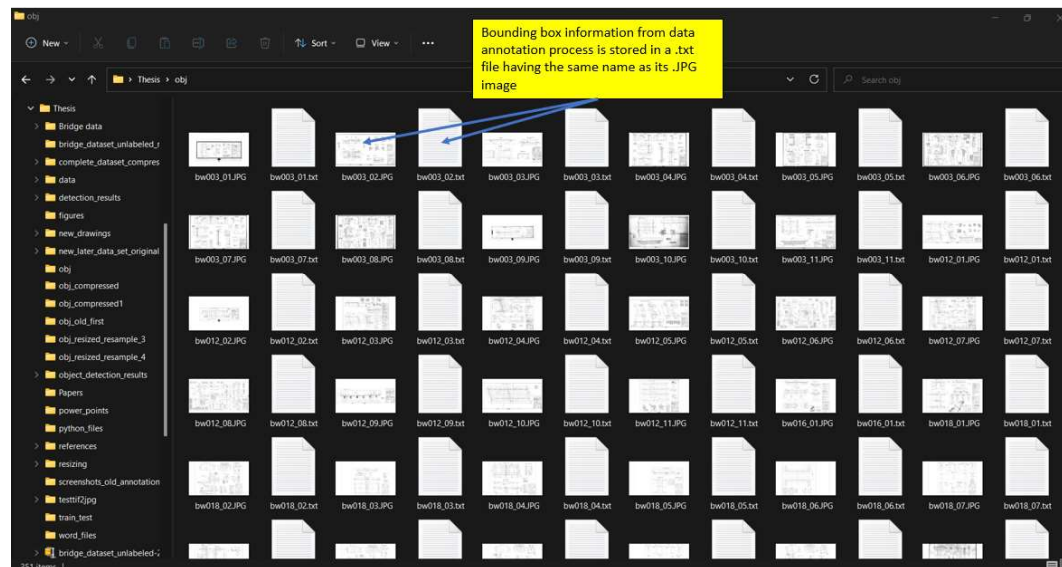 obj
New
Sort
View
Thesis > obj
Search obj
Bounding box information from data
annotation process is stored in a .txt
file having the same name as its .JPG
image
Thesis
Bridge data
bridge_dataset_unlabeled_r
complete_dataset_compres
data
detection_results
figures
new_drawings
new_later_data_set_original
obj
obj_compressed
obj_compressed1
obj_old_first
obj_resized_resample_3
obj_resized_resample_4
object_detection_results
Papers
power_points
python_files
references
resizing
screenshots_old_annotation
testtif2jpg
train_test
word_files
bridge_dataset_unlabeled-2
351 items
bw003_01.JPG bw003_01.txt bw003_02.JPG bw003_02.txt bw003_03.JPG bw003_03.txt bw003_04.JPG bw003_04.txt bw003_05.JPG bw003_05.txt bw003_06.JPG bw003_06.txt
bw003_07.JPG bw003_07.txt bw003_08.JPG bw003_08.txt bw003_09.JPG bw003_09.txt bw003_10.JPG bw003_10.txt bw003_11.JPG bw003_11.txt bw012_01.JPG bw012_01.txt
bw012_02.JPG bw012_02.txt bw012_03.JPG bw012_03.txt bw012_04.JPG bw012_04.txt bw012_05.JPG bw012_05.txt bw012_06.JPG bw012_06.txt bw012_07.JPG bw012_07.txt
bw012_08.JPG bw012_08.txt bw012_09.JPG bw012_09.txt bw012_10.JPG bw012_10.txt bw012_11.JPG bw012_11.txt bw016_01.JPG bw016_01.txt bw018_01.JPG bw018_01.txt
bw018_02.JPG bw018_02.txt bw018_03.JPG bw018_03.txt bw018_04.JPG bw018_04.txt bw018_05.JPG bw018_05.txt bw018_06.JPG bw018_06.txt bw018_07.JPG bw018_07.txt